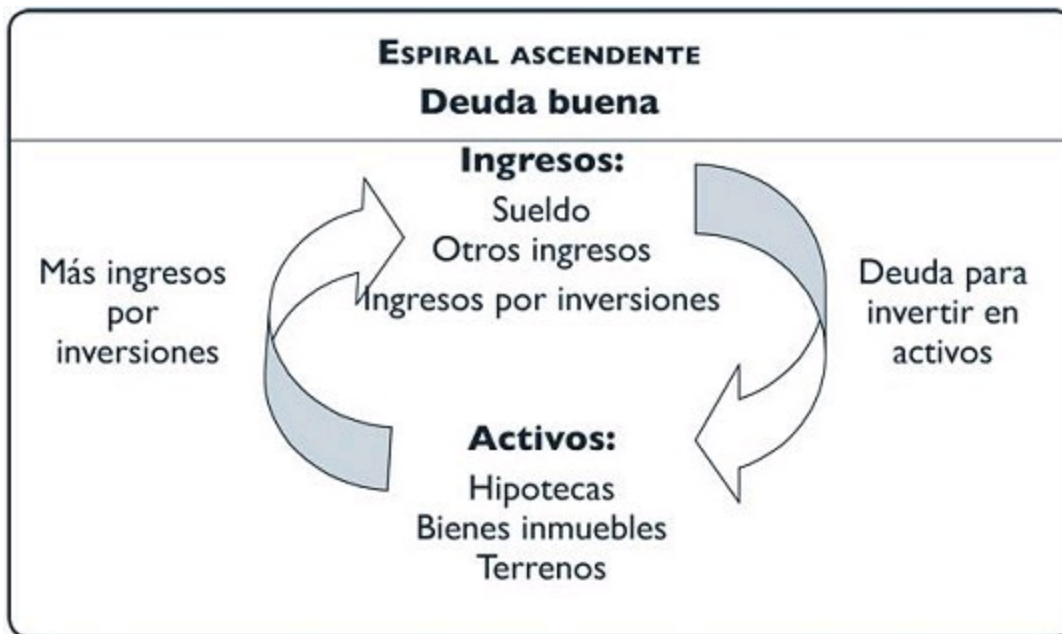 ESPIRAL ASCENDENTE
Deuda buena
Ingresos:
Sueldo
Otros ingresos
Ingresos por inversiones
Más ingresos
por
inversiones
Deuda para
invertir en
activos
Activos:
Hipotecas
Bienes inmuebles
Terrenos